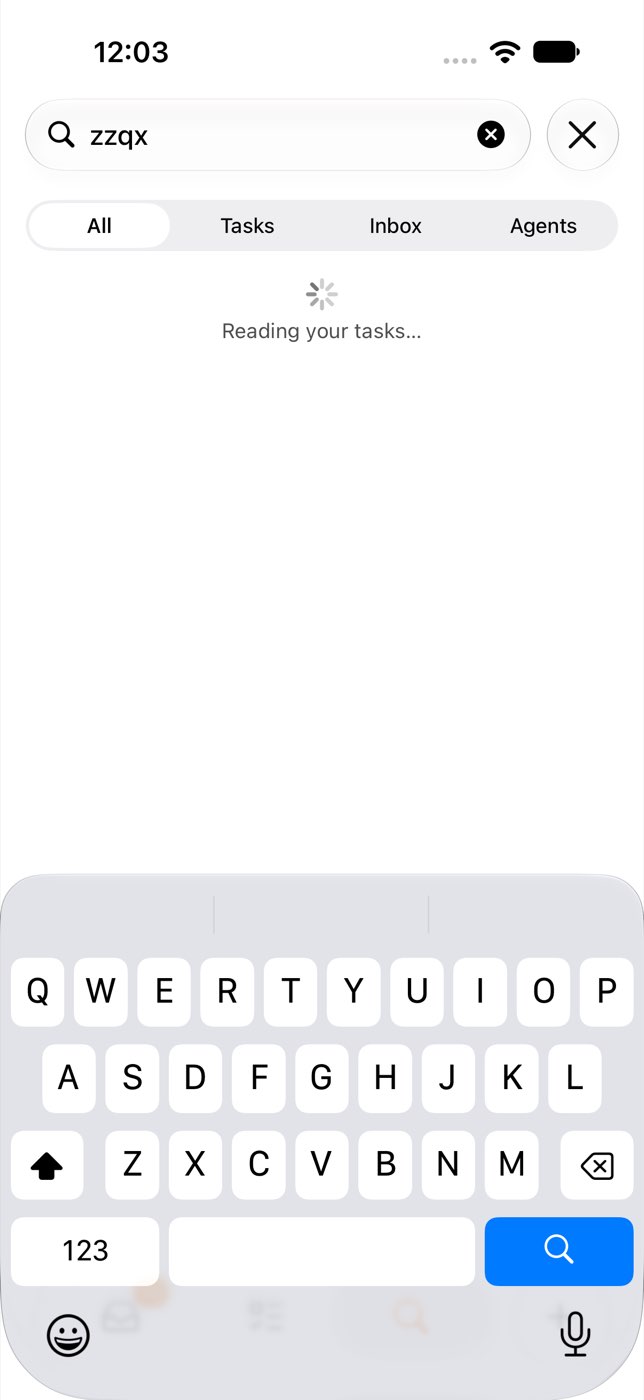 12:03
zzqx
All Tasks Inbox Agents
Reading your tasks...
Q W E R T Y U I O P
A S D F G H J K L
Z X C V B N M
123